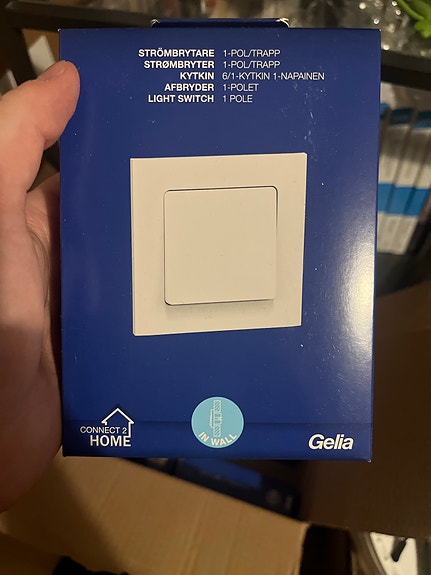 STRÖMBRYTARE 1-POL/TRAPP
STRØMBRYTER 1-POL/TRAPP
KYTKIN 6/1-KYTKIN 1-NAPAINEN
AFBRYDER 1-POLET
LIGHT SWITCH 1 POLE
CONNECT 2
HOME
IN WALL
Gelia